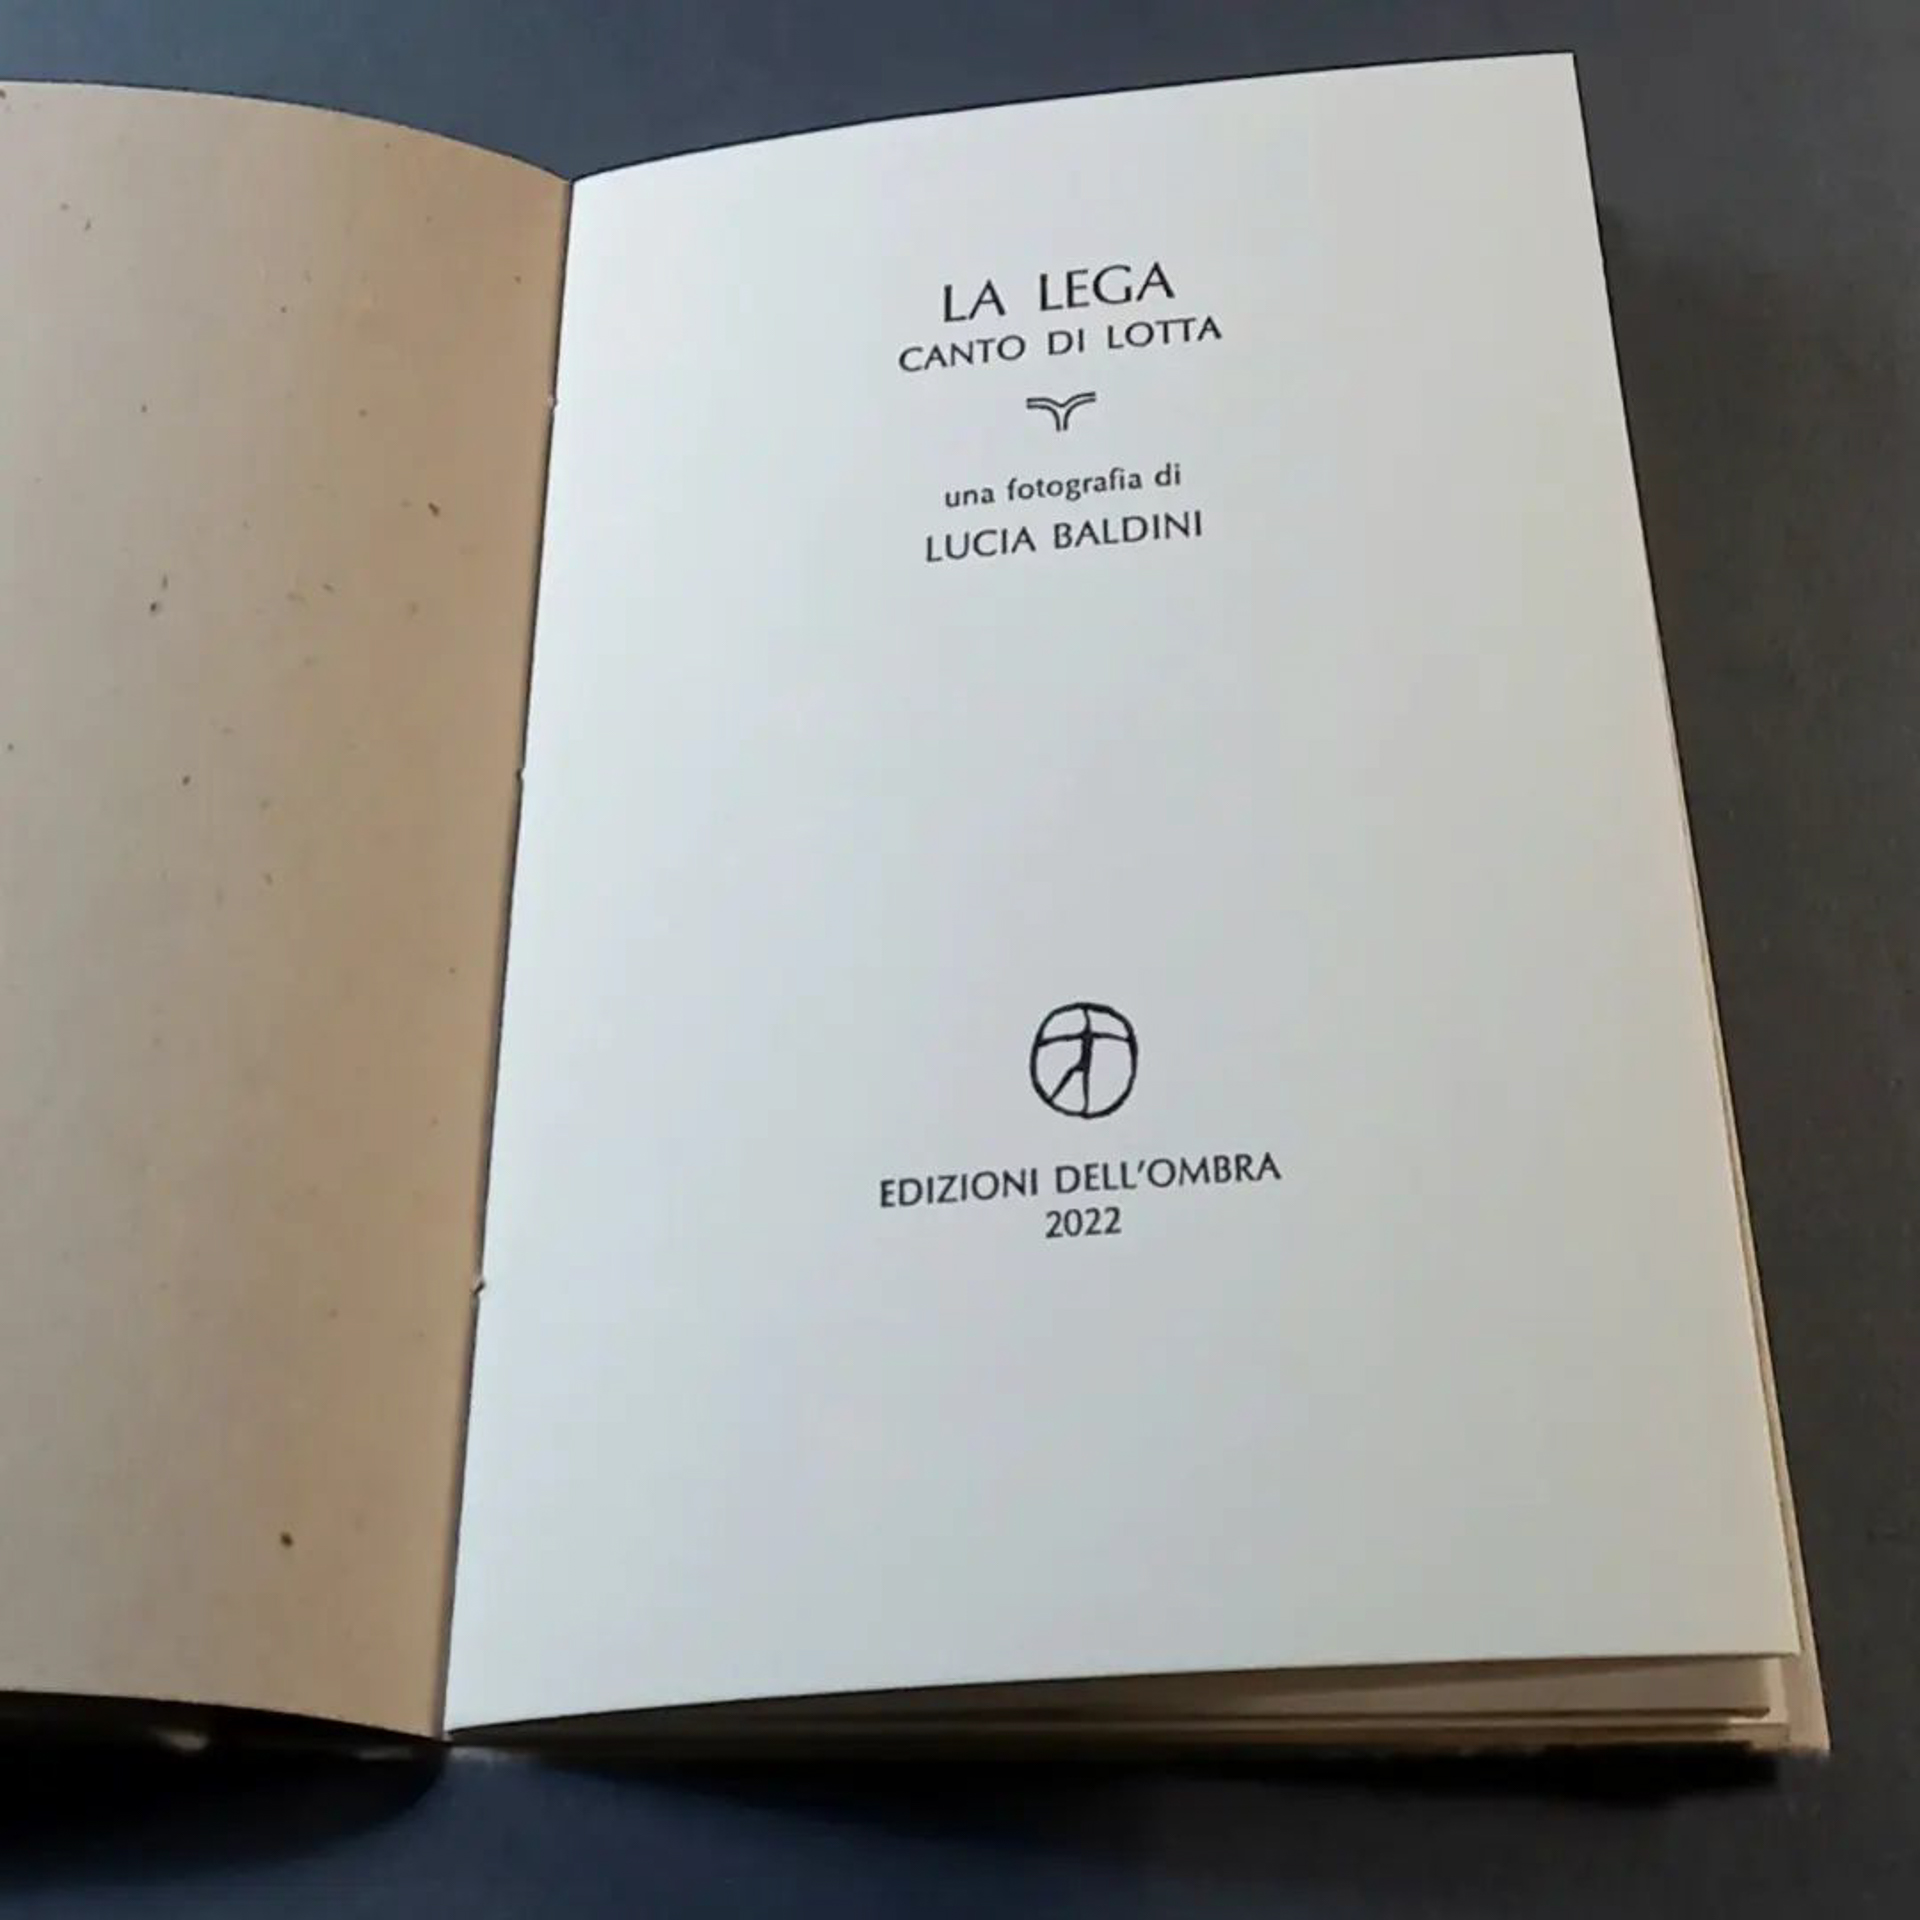 LA LEGA
CANTO DI LOTTA
una fotografia di
LUCIA BALDINI
EDIZIONI DELL'OMBRA
2022